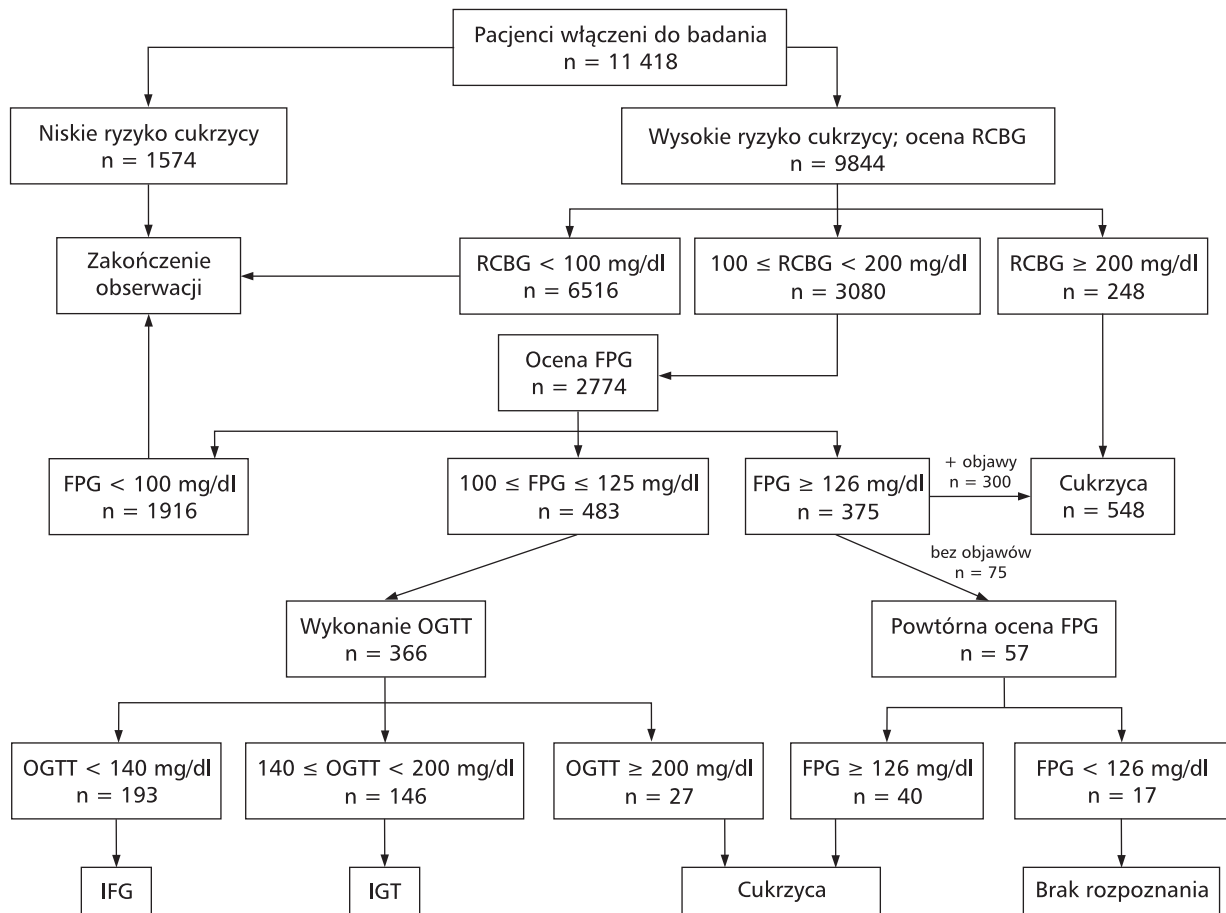 Pacjenci włączeni do badania
n = 11 418
Niskie ryzyko cukrzycy
n = 1574
Wysokie ryzyko cukrzycy; ocena RCBG
n = 9844
Zakończenie
obserwacji
RCBG < 100 mg/dl
n = 6516
100 ≤ RCBG < 200 mg/dl
n = 3080
RCBG ≥ 200 mg/dl
n = 248
Ocena FPG
n = 2774
FPG < 100 mg/dl
n = 1916
100 ≤ FPG ≤ 125 mg/dl
n = 483
FPG ≥ 126 mg/dl
n = 375
+ objawy
n = 300
Cukrzyca
n = 548
bez objawów
n = 75
Wykonanie OGTT
n = 366
Powtórna ocena FPG
n = 57
OGTT < 140 mg/dl
n = 193
140 ≤ OGTT < 200 mg/dl
n = 146
OGTT ≥ 200 mg/dl
n = 27
FPG ≥ 126 mg/dl
n = 40
FPG < 126 mg/dl
n = 17
IFG
IGT
Cukrzyca
Brak rozpoznania